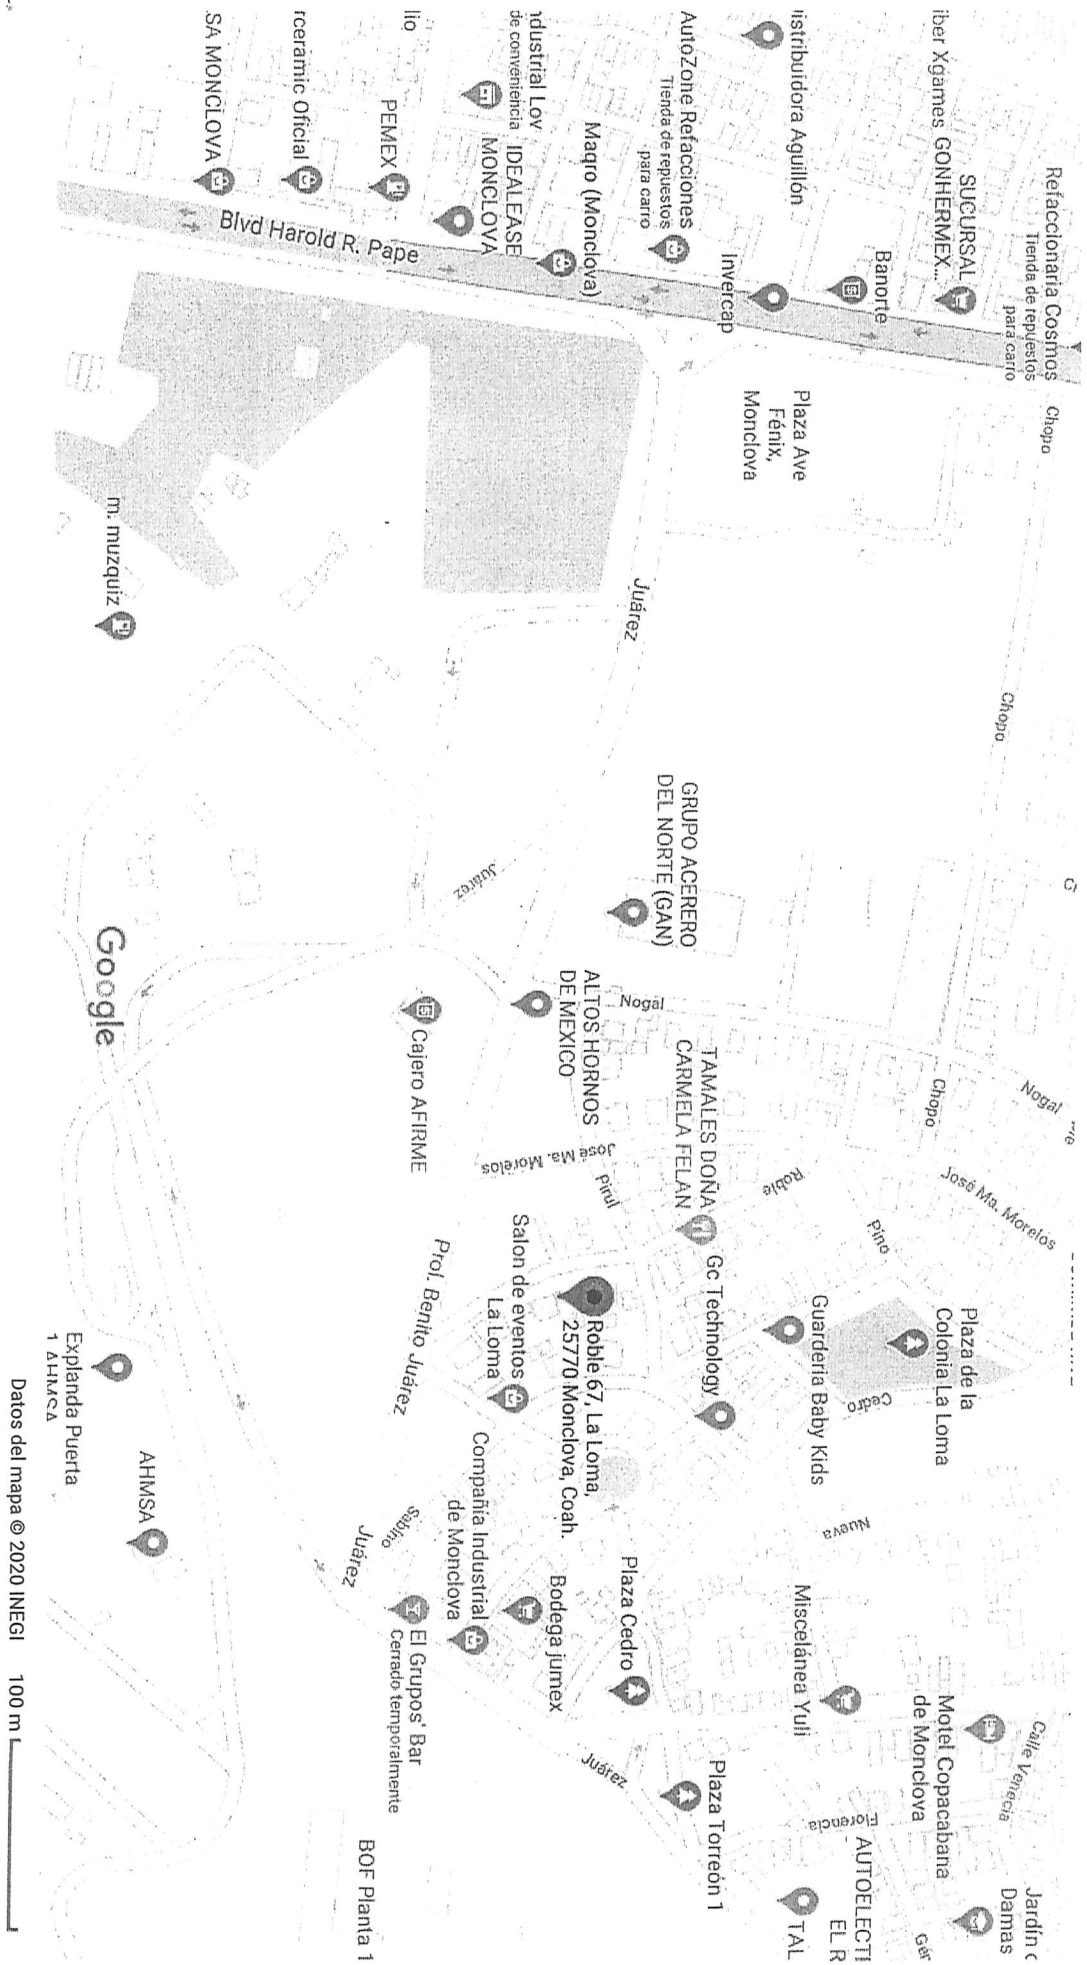 Refaccionaria Cosmos
Tienda de repuestos
para carro
SUCURSAL
GONHERMEX...
iber Xgames
Banorte
istribuidora Aguillón
Invercap
AutoZone Refacciones
Tienda de repuestos
para carro
Maqro (Monclova)
ndustrial Lov
de conveniencia
IDEALEASE
MONCLOVA
lio
PEMEX
rceramic Oficial
SA MONCLOVA
Blvd Harold R. Pape
Chopo
Plaza Ave
Fénix,
Monclova
Juárez
m. muzquiz
Chopo
GRUPO ACERERO
DEL NORTE (GAN)
Juárez
Google
Nogal
ALTOS HORNOS
DE MEXICO
Cajero AFIRME
Nogal
Chopo
TAMALES DOÑA
CARMELA FELAN
José Ma. Morelos
José Ma. Morelos
Pirul
Roble
Pino
Gc Technology
Salon de eventos
La Loma
Prol. Benito Juárez
Roble 67, La Loma,
25770 Monclova, Coah.
Guardería Baby Kids
Plaza de la
Colonia La Loma
Cedro
Explanda Puerta
1 AHMSA
AHMSA
Compañía Industrial
de Monclova
Sabino
Juárez
Nueva
Bodega jumex
Plaza Cedro
Miscelánea Yuli
El Grupos' Bar
Cerrado temporalmente
Motel Copacabana
de Monclova
Calle Venecia
Juárez
Plaza Torreón 1
Florencia
AUTOELECTI
EL R
TAL
Jardín c
Damas
Gér
BOF Planta 1
Datos del mapa © 2020 INEGI
100 m